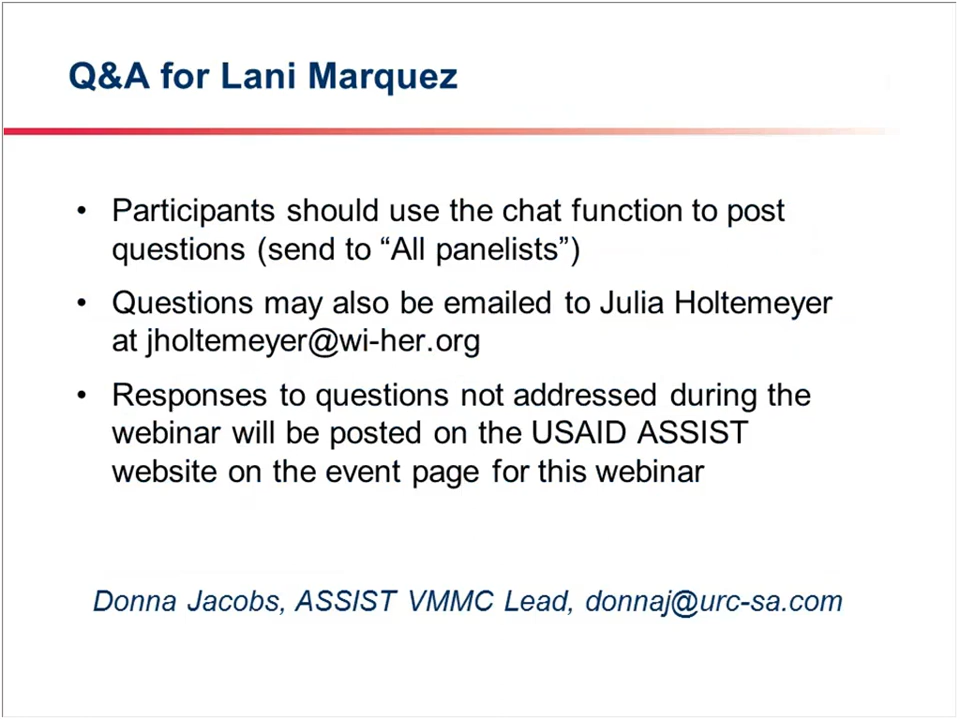 Q&A for Lani Marquez
• Participants should use the chat function to post
questions (send to “All panelists”)
• Questions may also be emailed to Julia Holtemeyer
at jholtemeyer@wi-her.org
• Responses to questions not addressed during the
webinar will be posted on the USAID ASSIST
website on the event page for this webinar
Donna Jacobs, ASSIST VMMC Lead, donnaj@urc-sa.com